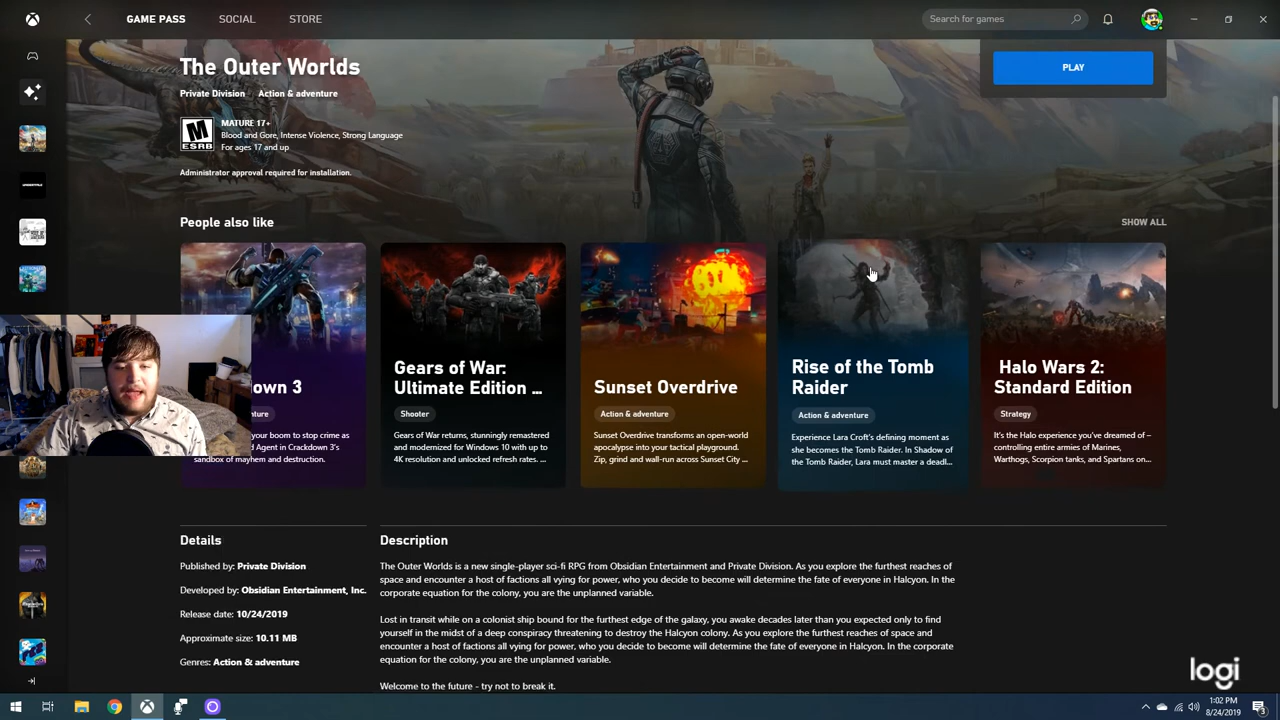 GAME PASS
SOCIAL
STORE
Search for games
The Outer Worlds
PLAY
Private Division
Action & adventure
M
ESRB
MATURE 17+
Blood and Gore, Intense Violence, Strong Language
For ages 17 and up
Administrator approval required for installation.
People also like
SHOW ALL
down 3
Gears of War:
Ultimate Edition ...
Shooter
Gears of War returns, stunningly remastered
and modernized for Windows 10 with up to
4K resolution and unlocked refresh rates. ...
your boom to stop crime as
Agent in Crackdown 3's
sandbox of mayhem and destruction.
Sunset Overdrive
Action & adventure
Sunset Overdrive transforms an open-world
apocalypse into your tactical playground.
Zip, grind and wall-run across Sunset City ...
Rise of the Tomb
Raider
Action & adventure
Experience Lara Croft's defining moment as
she becomes the Tomb Raider. In Shadow of
the Tomb Raider, Lara must master a deadl...
Halo Wars 2:
Standard Edition
Strategy
It's the Halo experience you've dreamed of –
controlling entire armies of Marines,
Warthogs, Scorpion tanks, and Spartans on...
Details
Published by: Private Division
Developed by: Obsidian Entertainment, Inc.
Release date: 10/24/2019
Approximate size: 10.11 MB
Genres: Action & adventure
Description
The Outer Worlds is a new single-player sci-fi RPG from Obsidian Entertainment and Private Division. As you explore the furthest reaches of
space and encounter a host of factions all vying for power, who you decide to become will determine the fate of everyone in Halcyon. In the
corporate equation for the colony, you are the unplanned variable.
Lost in transit while on a colonist ship bound for the furthest edge of the galaxy, you awake decades later than you expected only to find
yourself in the midst of a deep conspiracy threatening to destroy the Halcyon colony. As you explore the furthest reaches of space and
encounter a host of factions all vying for power, who you decide to become will determine the fate of everyone in Halcyon. In the corporate
equation for the colony, you are the unplanned variable.
Welcome to the future - try not to break it.
logi
1:02 PM
8/24/2019